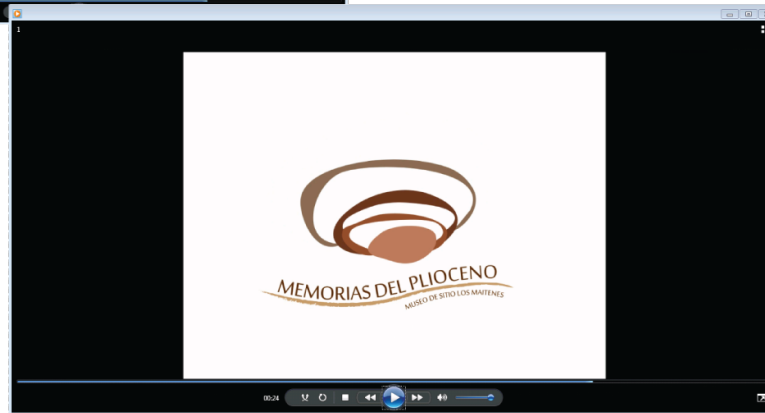 1
MEMORIAS DEL PLIOCENO
MUSEO DE SITIO LOS MAITENES
00:24